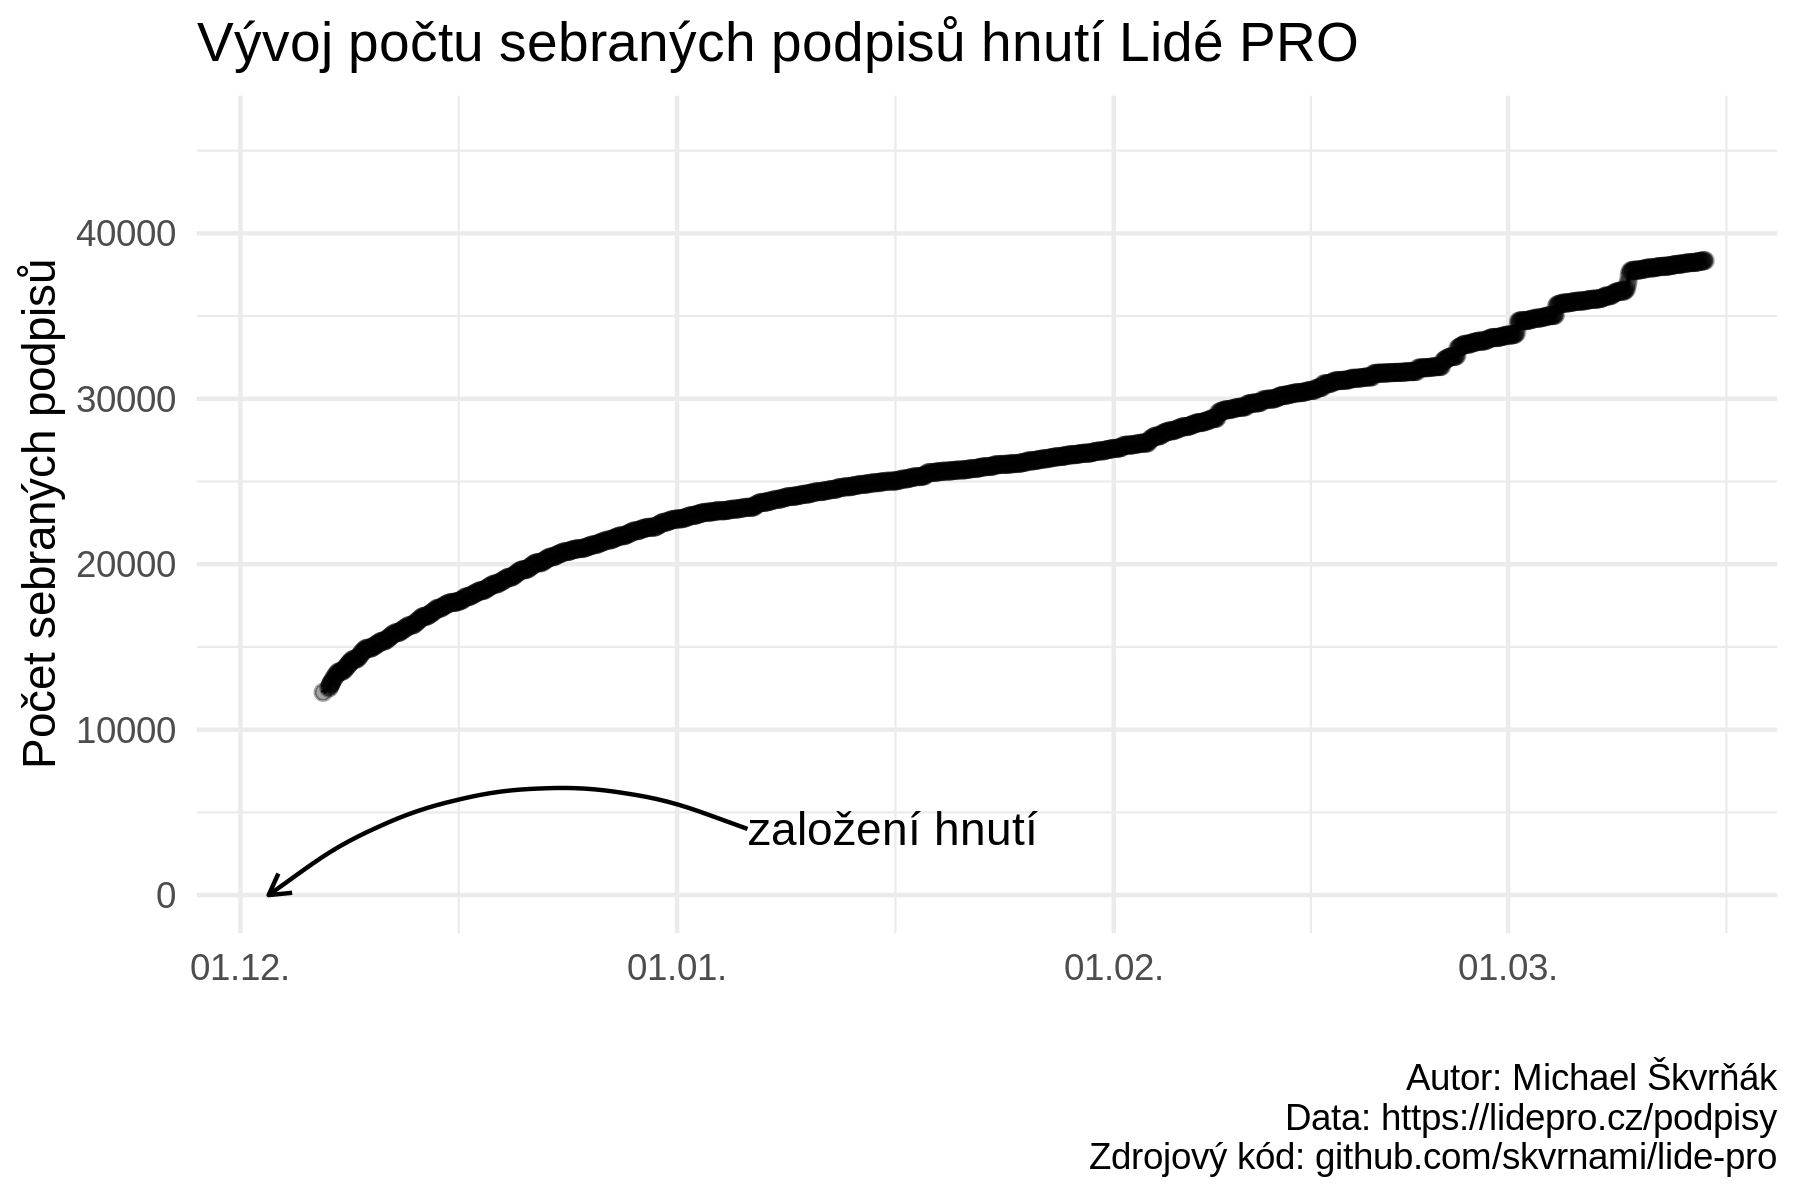 Vývoj počtu sebraných podpisů hnutí Lidé PRO
Počet sebraných podpisů
40000
30000
20000
10000
0
založení hnutí
01.12.
01.01.
01.02.
01.03.
Autor: Michael Škvrňák
Data: https://lidepro.cz/podpisy
Zdrojový kód: github.com/skvrnami/lide-pro